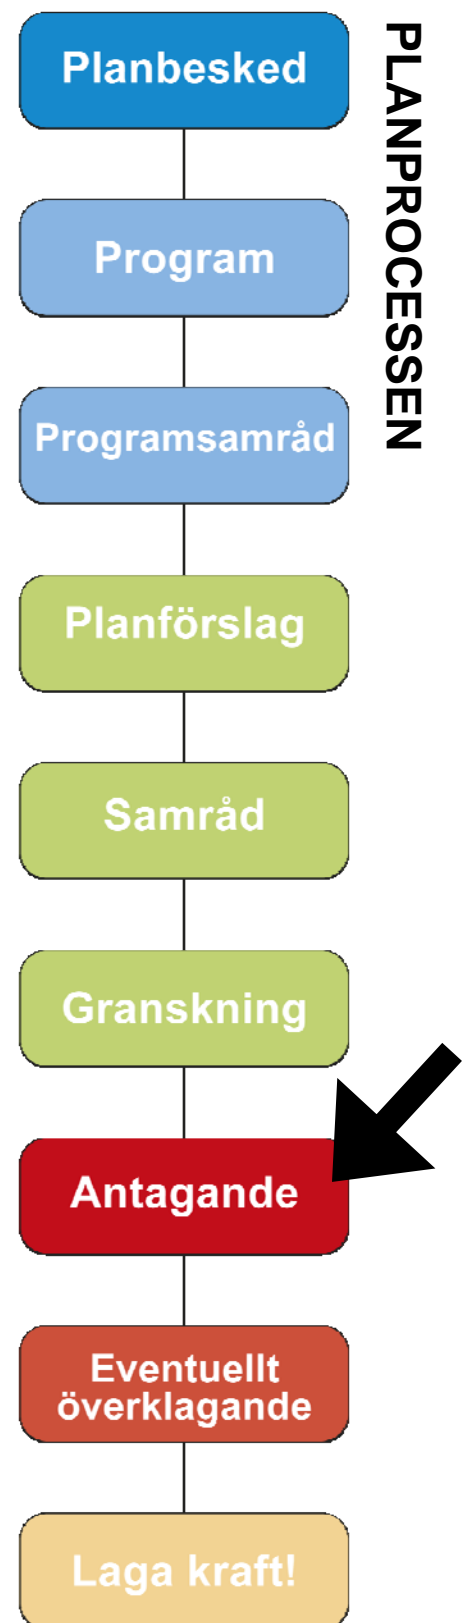 PLANPROCESSEN
Planbesked
Program
Programsamråd
Planförslag
Samråd
Granskning
Antagande
Eventuellt
överklagande
Laga kraft!